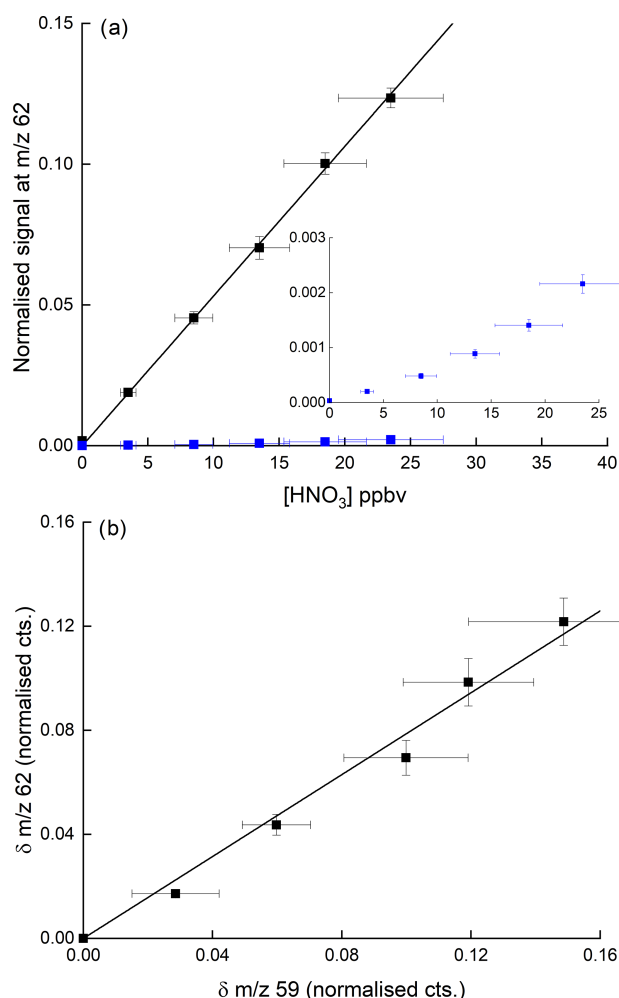 (a)
Normalised signal at m/z 62
0.15
0.10
0.05
0.00
0.003
0.002
0.001
0.000
0 5 10 15 20 25
0 5 10 15 20 25 30 35 40
[HNO₃] ppbv
(b)
δ m/z 62 (normalised cts.)
0.16
0.12
0.08
0.04
0.00
0.00 0.04 0.08 0.12 0.16
δ m/z 59 (normalised cts.)